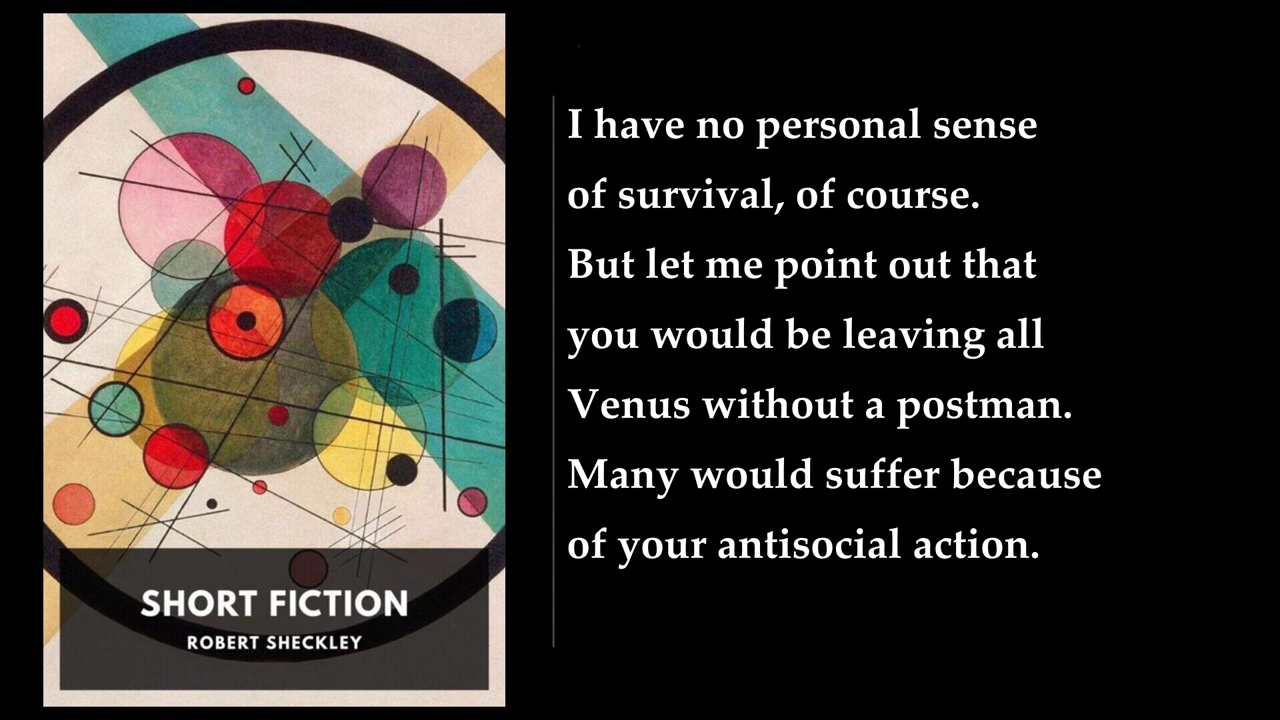 SHORT FICTION
ROBERT SHECKLEY
I have no personal sense
of survival, of course.
But let me point out that
you would be leaving all
Venus without a postman.
Many would suffer because
of your antisocial action.